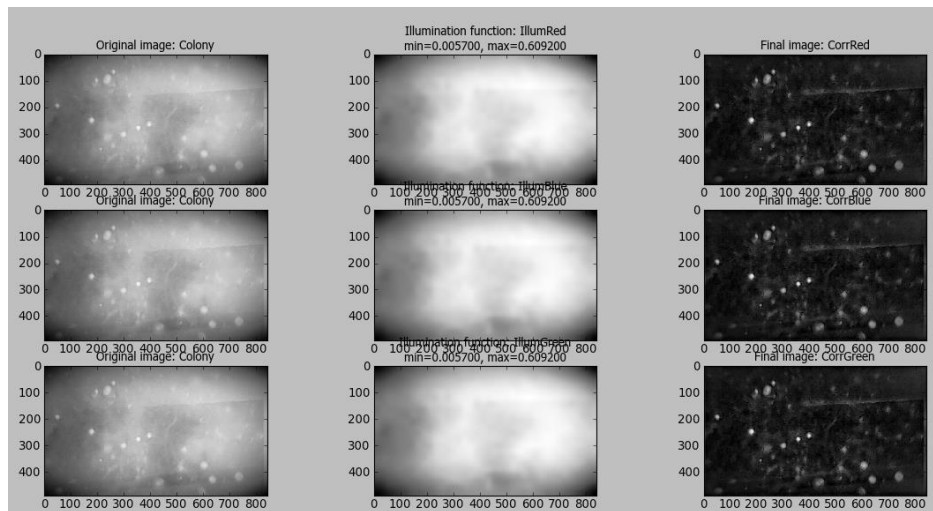 Illumination function: IllumRed
Original image: Colony
min=0.005700, max=0.609200
Final image: CorrRed
0
0
0
100
100
100
200
200
200
300
300
300
400
400
400
0 100 200 300 400 500 600 700 800
0 100 200 300 400 500 600 700 800
0 100 200 300 400 500 600 700 800
Illumination function: IllumBlue
Original image: Colony
min=0.005700, max=0.609200
Final image: CorrBlue
0
0
0
100
100
100
200
200
200
300
300
300
400
400
400
0 100 200 300 400 500 600 700 800
0 100 200 300 400 500 600 700 800
0 100 200 300 400 500 600 700 800
Illumination function: IllumGreen
Original image: Colony
min=0.005700, max=0.609200
Final image: CorrGreen
0
0
0
100
100
100
200
200
200
300
300
300
400
400
400
0 100 200 300 400 500 600 700 800
0 100 200 300 400 500 600 700 800
0 100 200 300 400 500 600 700 800